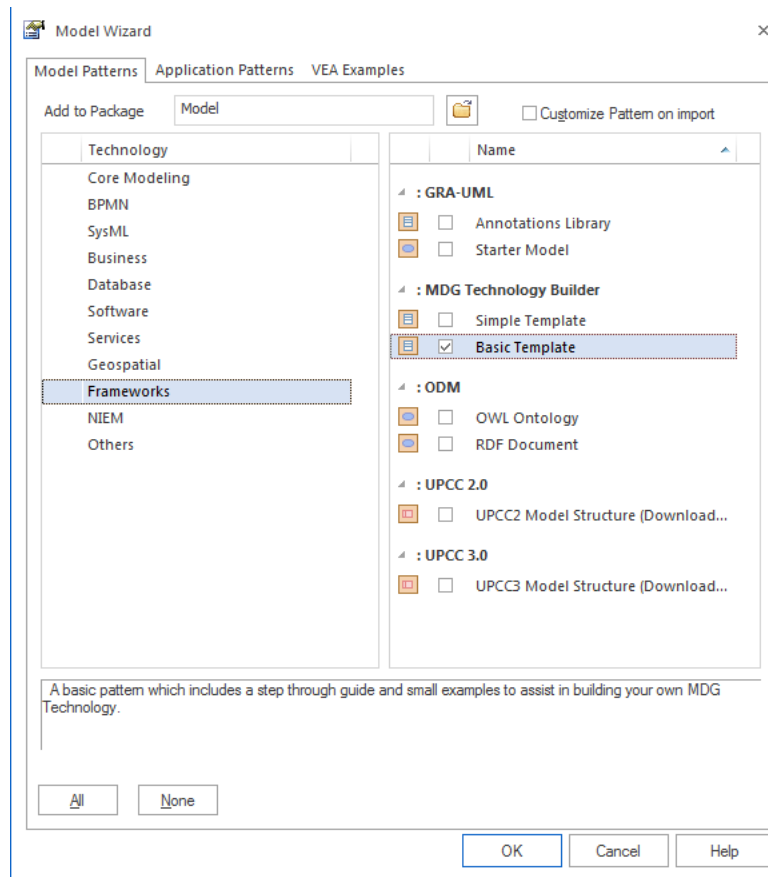 Model Wizard
Model Patterns Application Patterns VEA Examples
Add to Package Model Customize Pattern on import
Technology
Core Modeling
BPMN
SysML
Business
Database
Software
Services
Geospatial
Frameworks
NIEM
Others
Name
: GRA-UML
Annotations Library
Starter Model
: MDG Technology Builder
Simple Template
Basic Template
: ODM
OWL Ontology
RDF Document
: UPCC 2.0
UPCC2 Model Structure (Download...
: UPCC 3.0
UPCC3 Model Structure (Download...
A basic pattern which includes a step through guide and small examples to assist in building your own MDG
Technology.
All None
OK Cancel Help